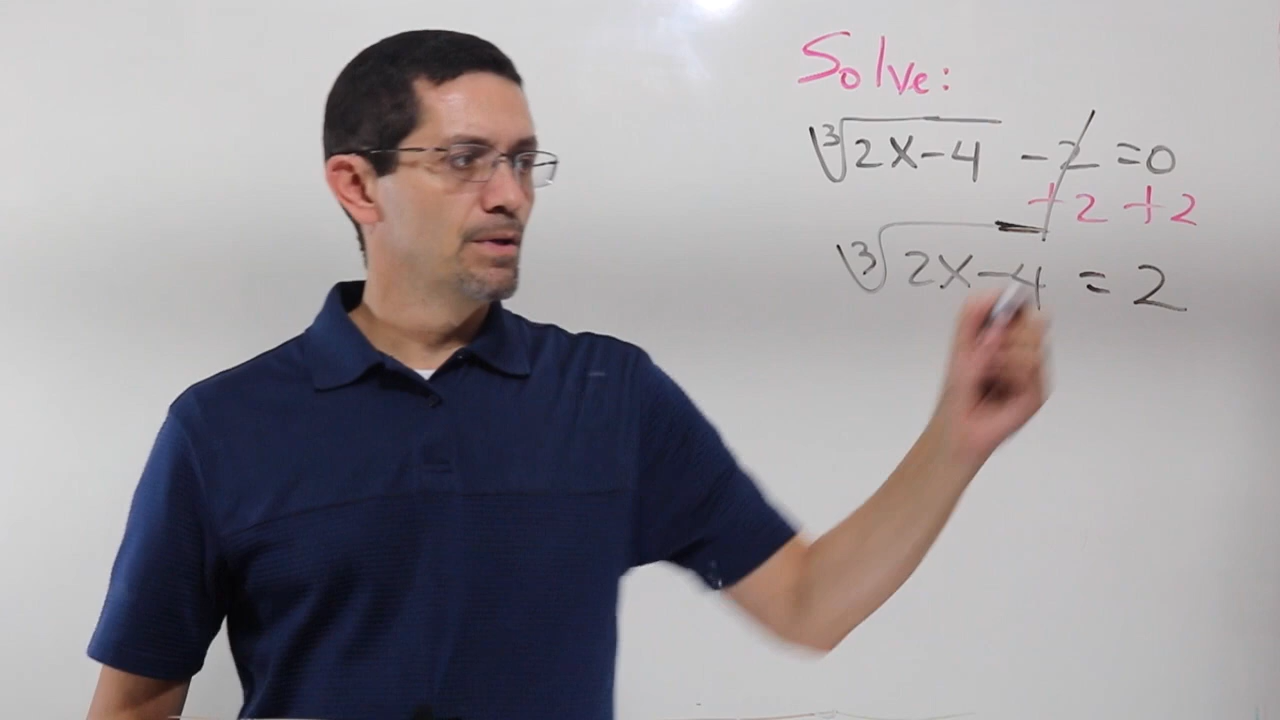 Solve:
∛(2x-4) - 2 = 0
+2 +2
∛(2x-4) = 2